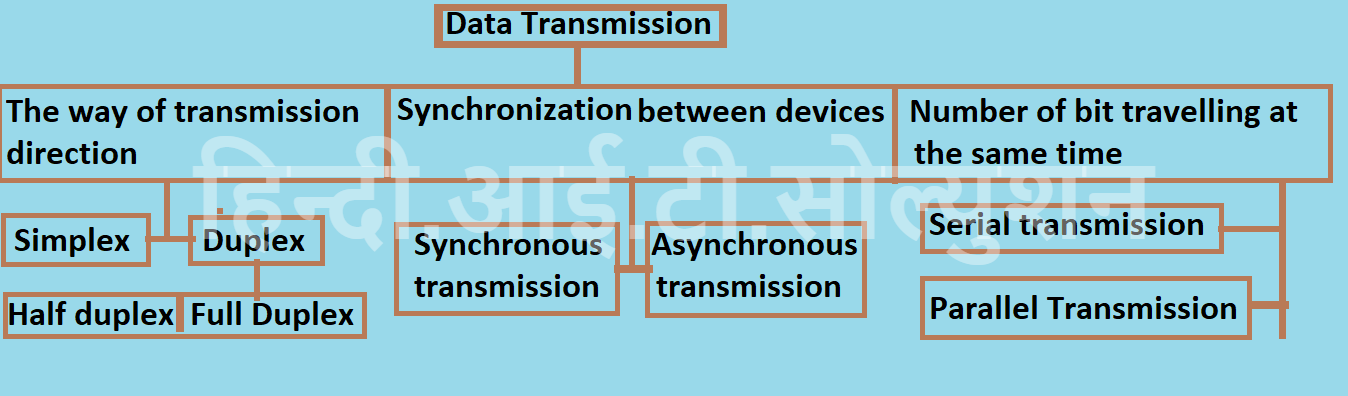 Data Transmission
The way of transmission
direction
Synchronization between devices
Number of bit travelling at
the same time
हिन्दी.आई.टी.सोल्युशन
Simplex
Duplex
Half duplex
Full Duplex
Synchronous
transmission
Asynchronous
transmission
Serial transmission
Parallel Transmission